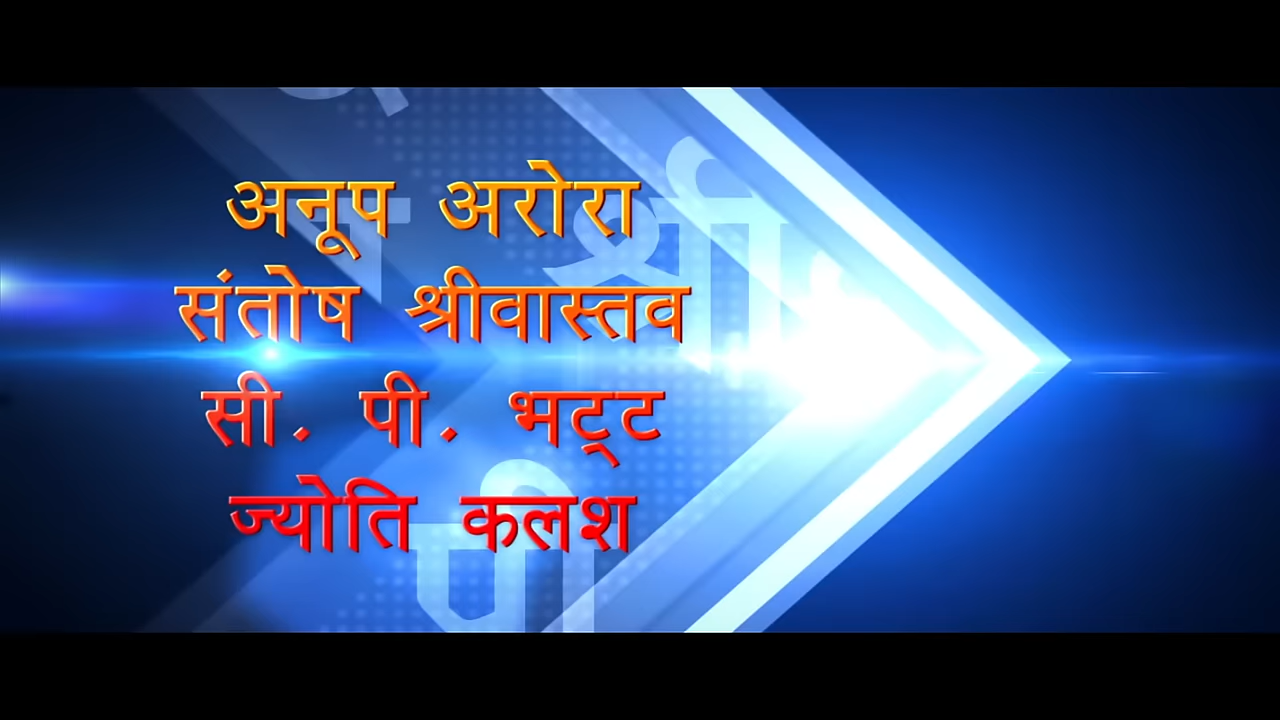 अनूप अरोरा
संतोष श्रीवास्तव
सी. पी. भट्ट
ज्योति कलश